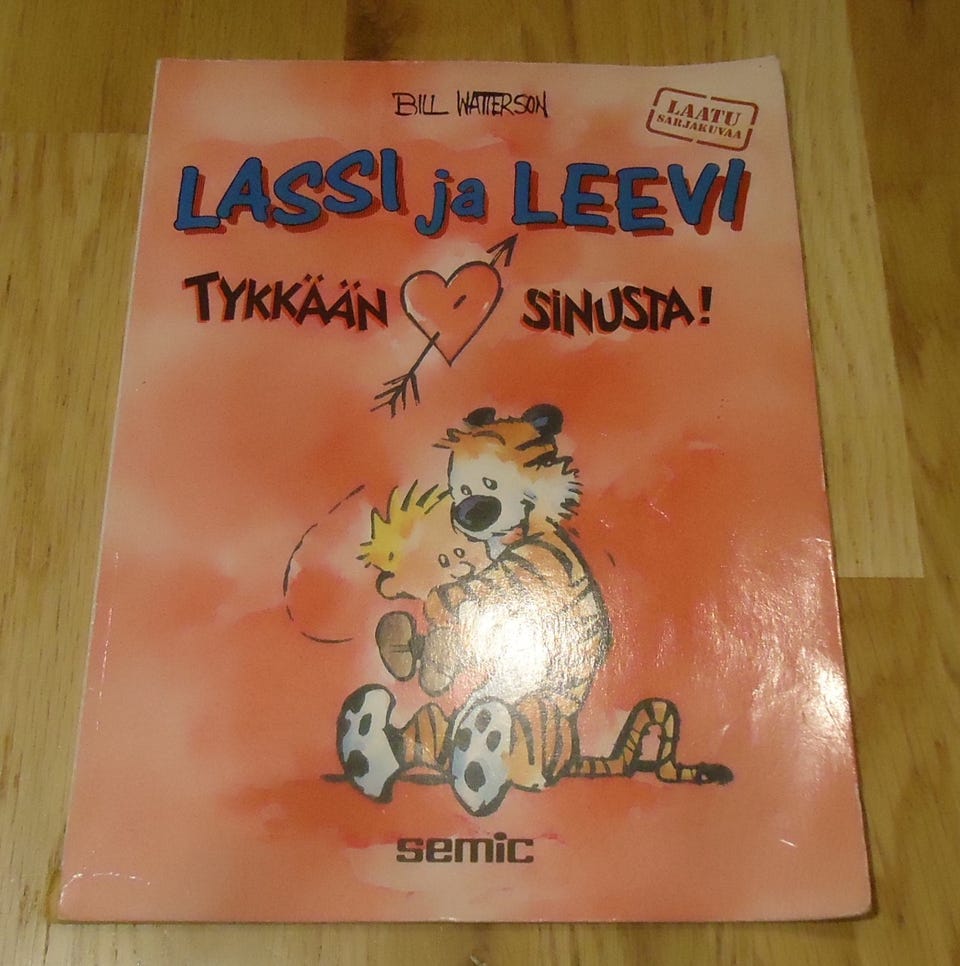 BILL WATTERSON
LAATU
SARJAKUVAA
LASSI ja LEEVI
TYKKÄÄN SINUSTA!
semic